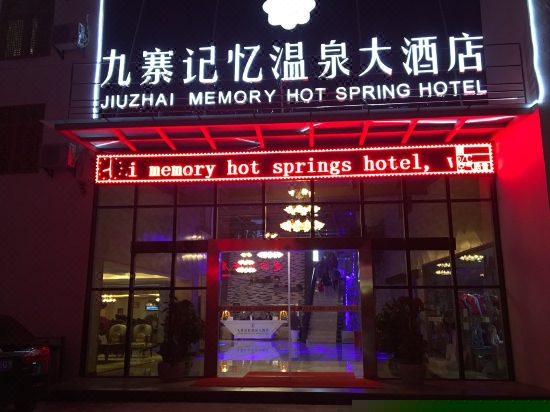 九寨记忆温泉大酒店
JIUZHAI MEMORY HOT SPRING HOTEL
i memory hot springs hotel,